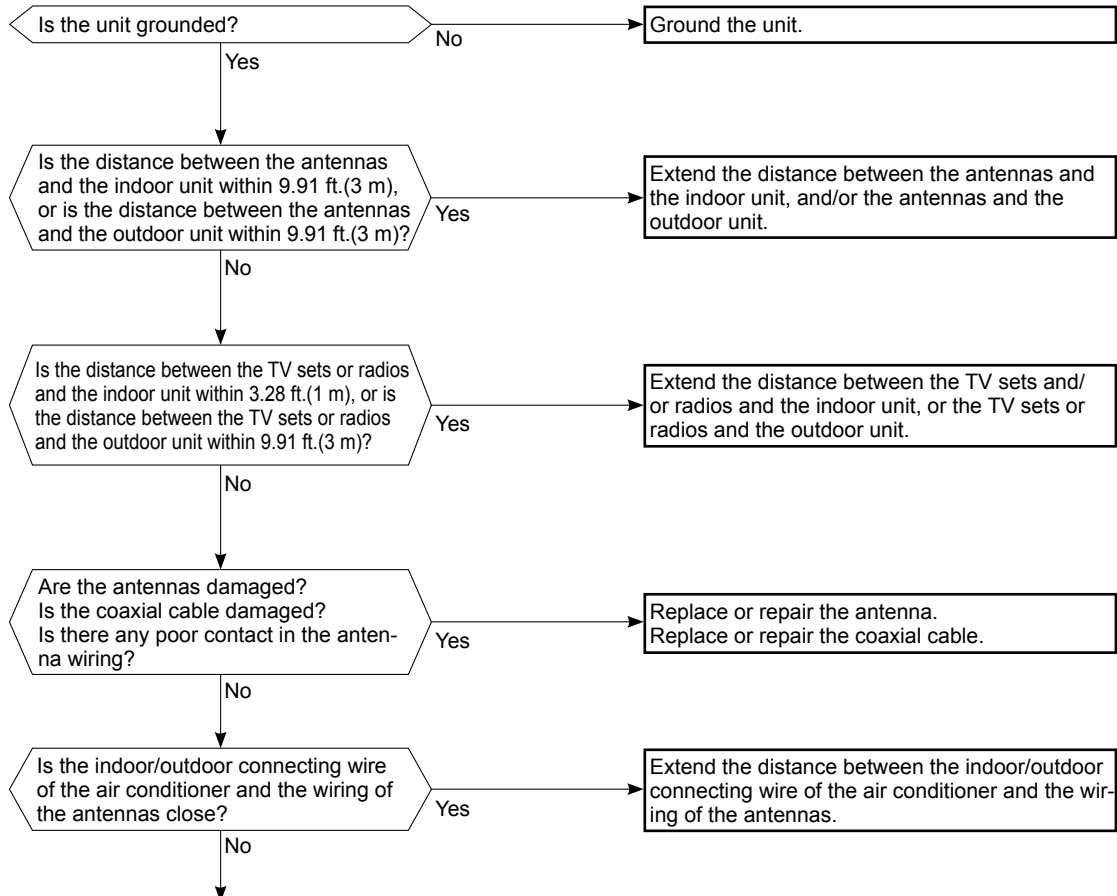 Is the unit grounded?
No
Ground the unit.
Yes
Is the distance between the antennas
and the indoor unit within 9.91 ft.(3 m),
or is the distance between the antennas
and the outdoor unit within 9.91 ft.(3 m)?
Yes
Extend the distance between the antennas and
the indoor unit, and/or the antennas and the
outdoor unit.
No
Is the distance between the TV sets or radios
and the indoor unit within 3.28 ft.(1 m), or is
the distance between the TV sets or radios
and the outdoor unit within 9.91 ft.(3 m)?
Yes
Extend the distance between the TV sets and/
or radios and the indoor unit, or the TV sets or
radios and the outdoor unit.
No
Are the antennas damaged?
Is the coaxial cable damaged?
Is there any poor contact in the anten-
na wiring?
Yes
Replace or repair the antenna.
Replace or repair the coaxial cable.
No
Is the indoor/outdoor connecting wire
of the air conditioner and the wiring of
the antennas close?
Yes
Extend the distance between the indoor/outdoor
connecting wire of the air conditioner and the wir-
ing of the antennas.
No